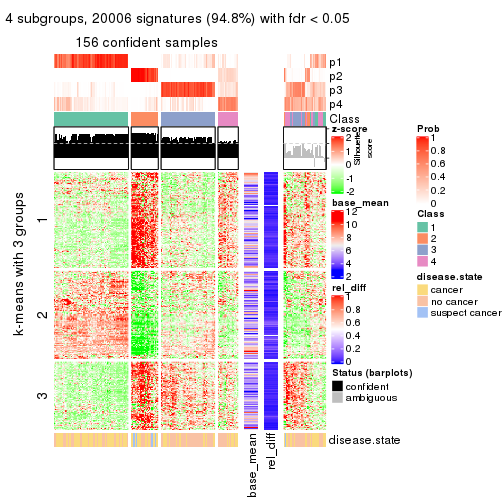 4 subgroups, 20006 signatures (94.8%) with fdr < 0.05
156 confident samples
p1
p2
p3
p4
Class
z-score
2
1
0
-1
-2
Silhouette
score
base_mean
12
10
8
6
4
2
rel_diff
1
0.8
0.6
0.4
0.2
0
Status (barplots)
confident
ambiguous
Prob
1
0.8
0.6
0.4
0.2
0
Class
1
2
3
4
disease.state
cancer
no cancer
suspect cancer
k-means with 3 groups
1
2
3
disease.state
base_mean
rel_diff